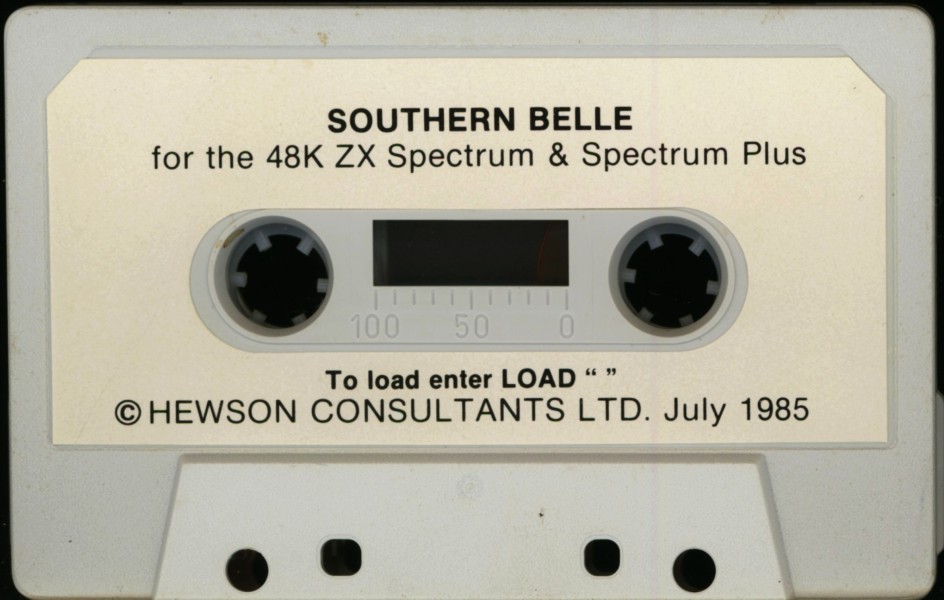 SOUTHERN BELLE
for the 48K ZX Spectrum & Spectrum Plus
100 50 0
To load enter LOAD “ ”
© HEWSON CONSULTANTS LTD. July 1985